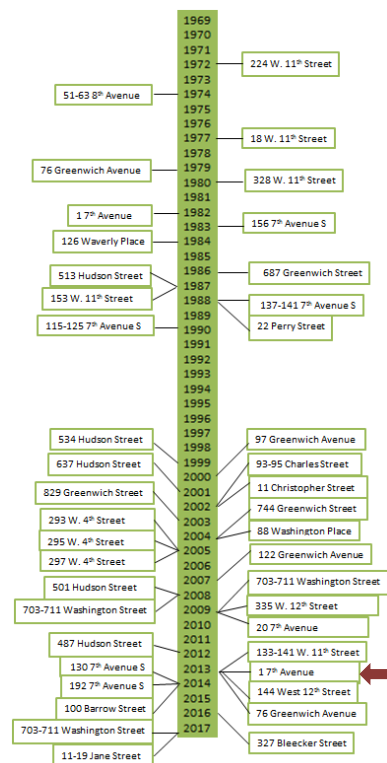 1969
1970
1971
1972
1973
1974
1975
1976
1977
1978
1979
1980
1981
1982
1983
1984
1985
1986
1987
1988
1989
1990
1991
1992
1993
1994
1995
1996
1997
1998
1999
2000
2001
2002
2003
2004
2005
2006
2007
2008
2009
2010
2011
2012
2013
2014
2015
2016
2017
51-63 8th Avenue
76 Greenwich Avenue
1 7th Avenue
126 Waverly Place
513 Hudson Street
153 W. 11th Street
115-125 7th Avenue S
534 Hudson Street
637 Hudson Street
829 Greenwich Street
293 W. 4th Street
295 W. 4th Street
297 W. 4th Street
501 Hudson Street
703-711 Washington Street
487 Hudson Street
130 7th Avenue S
192 7th Avenue S
100 Barrow Street
703-711 Washington Street
11-19 Jane Street
224 W. 11th Street
18 W. 11th Street
328 W. 11th Street
156 7th Avenue S
687 Greenwich Street
137-141 7th Avenue S
22 Perry Street
97 Greenwich Avenue
93-95 Charles Street
11 Christopher Street
744 Greenwich Street
88 Washington Place
122 Greenwich Avenue
703-711 Washington Street
335 W. 12th Street
20 7th Avenue
133-141 W. 11th Street
1 7th Avenue
144 West 12th Street
76 Greenwich Avenue
327 Bleecker Street